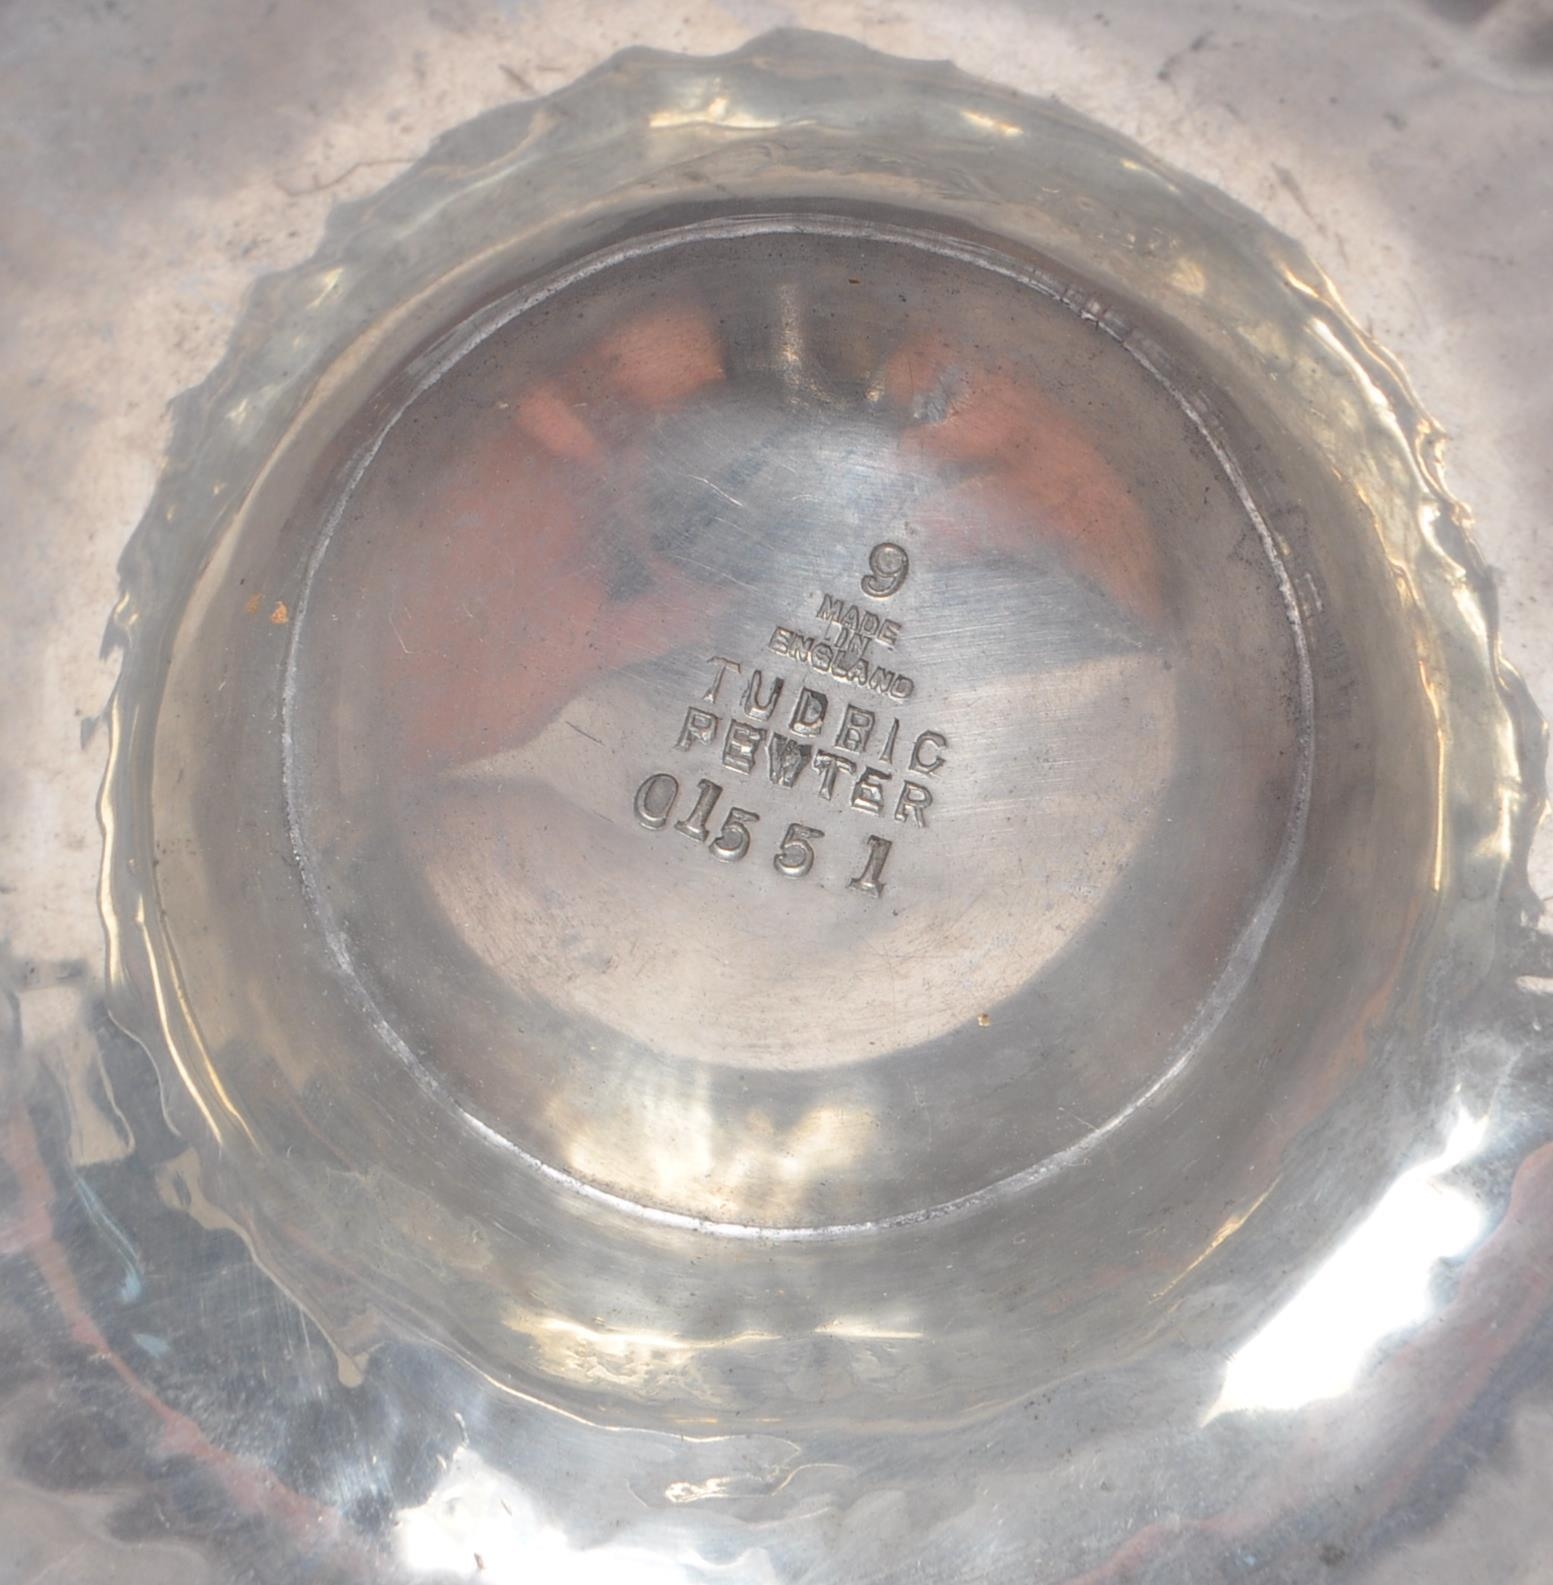 9
MADE
IN
ENGLAND
TUDRIC
PEWTER
01551